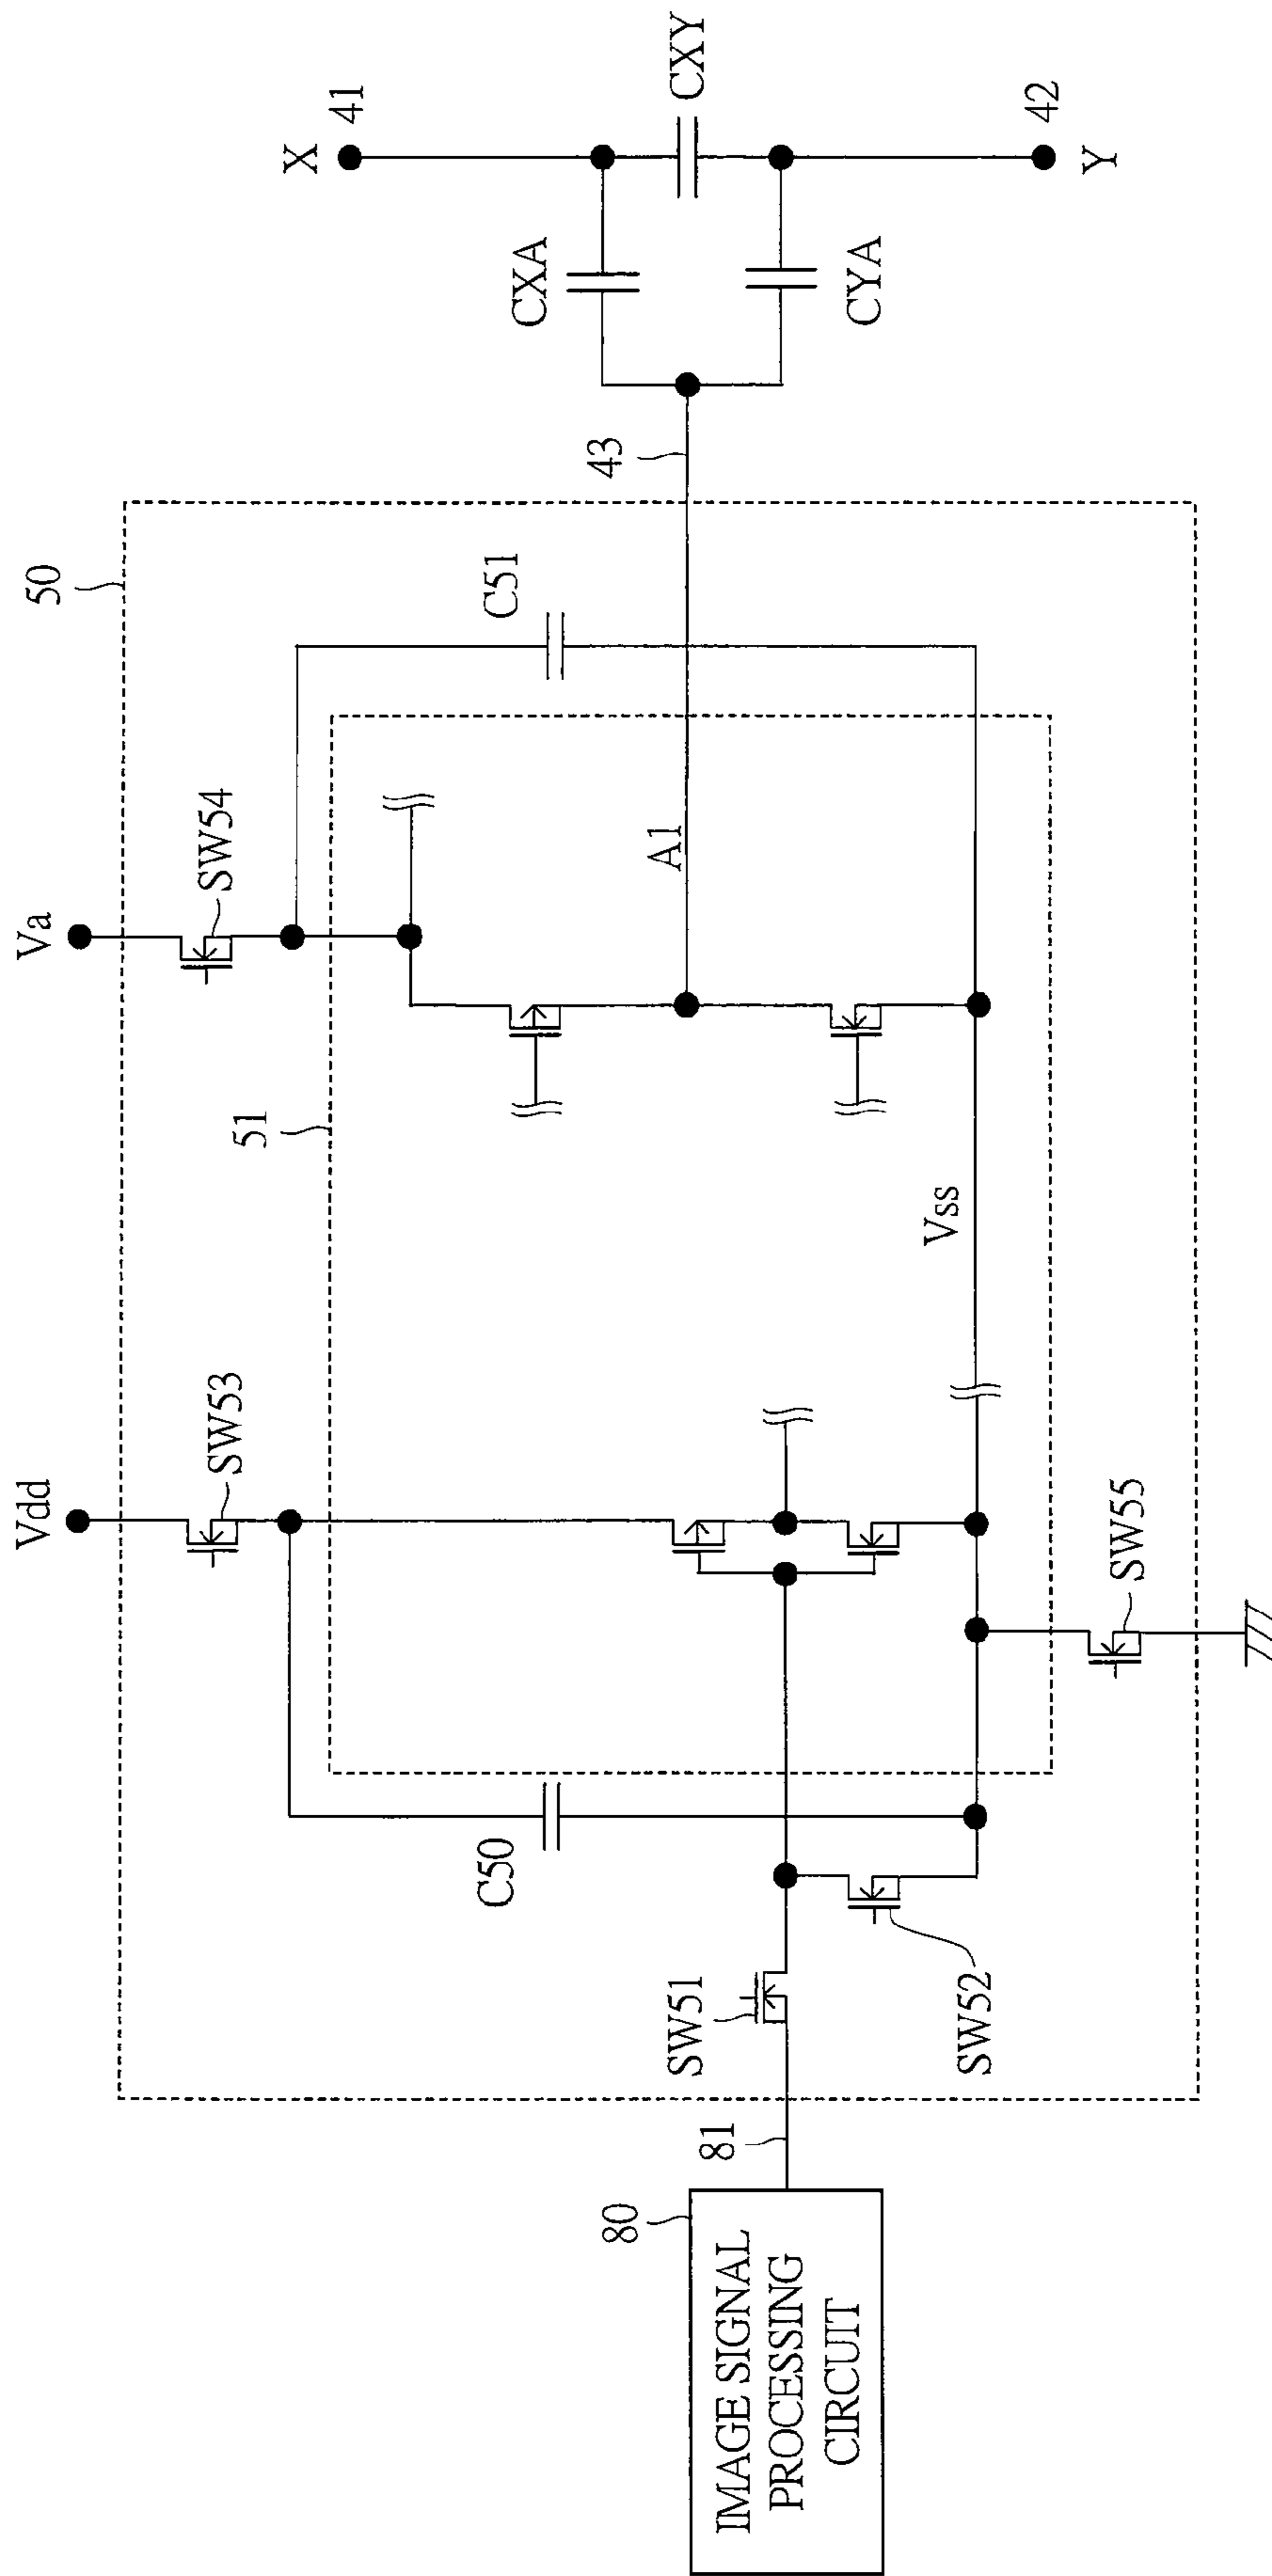 Vdd
Va
50
SW53
SW54
X
41
51
C51
CXA
CXY
43
C50
A1
CYA
80
81
SW51
Vss
42
Y
IMAGE SIGNAL
PROCESSING
CIRCUIT
SW52
SW55